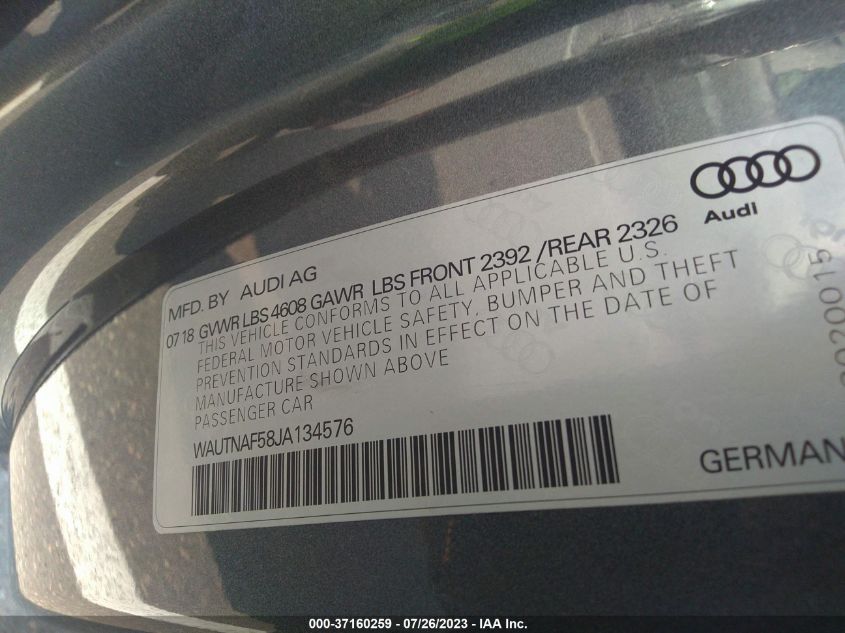 Audi
MFD. BY AUDI AG
07 18 GVWR LBS 4608 GAWR LBS FRONT 2392 /REAR 2326
THIS VEHICLE CONFORMS TO ALL APPLICABLE U.S.
FEDERAL MOTOR VEHICLE SAFETY, BUMPER AND THEFT
PREVENTION STANDARDS IN EFFECT ON THE DATE OF
MANUFACTURE SHOWN ABOVE
PASSENGER CAR
WAUTNAF58JA134576
GERMAN
000-37160259 - 07/26/2023 - IAA Inc.